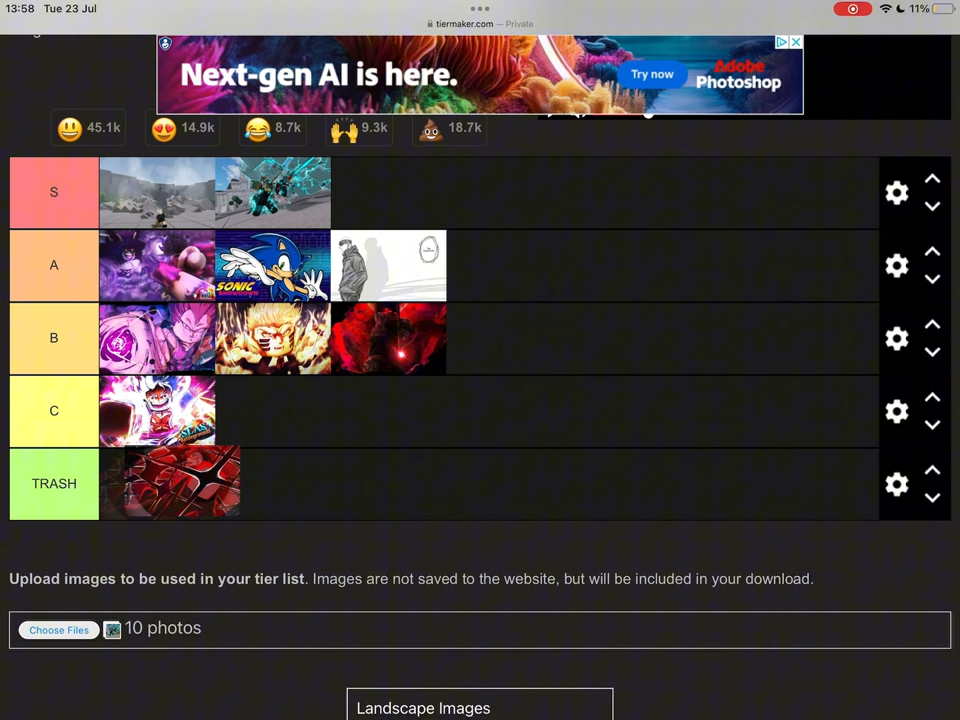 13:58 Tue 23 Jul
11%
tiermaker.com — Private
Next-gen AI is here.
Try now
Adobe
Photoshop
45.1k
14.9k
8.7k
9.3k
18.7k
S
A
SONIC
SHOWDOWN
B
C
TRASH
Upload images to be used in your tier list. Images are not saved to the website, but will be included in your download.
Choose Files 10 photos
Landscape Images